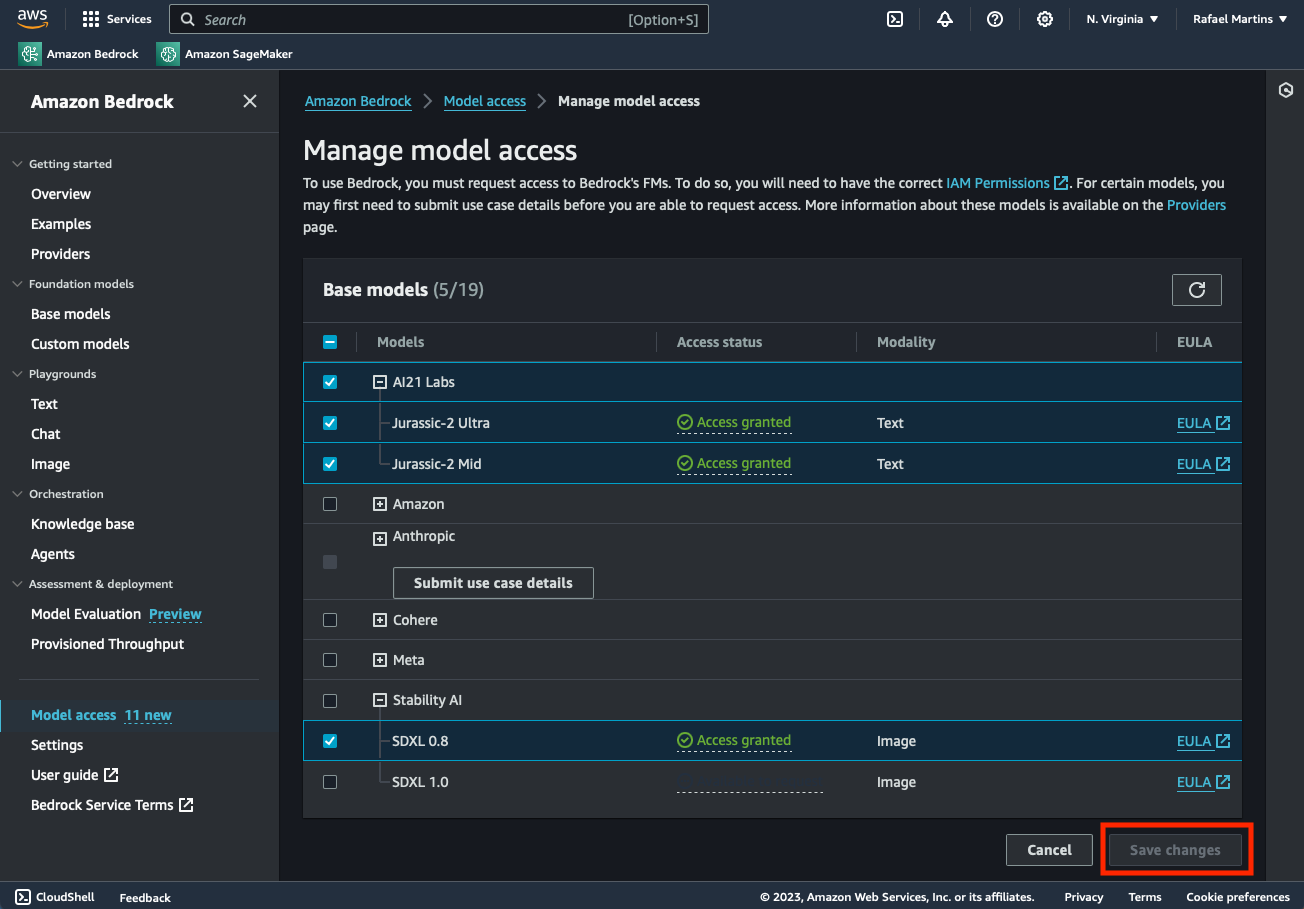 aws
Services
Search
[Option+S]
N. Virginia
Rafael Martins
Amazon Bedrock
Amazon SageMaker
Amazon Bedrock
Getting started
Overview
Examples
Providers
Foundation models
Base models
Custom models
Playgrounds
Text
Chat
Image
Orchestration
Knowledge base
Agents
Assessment & deployment
Model Evaluation Preview
Provisioned Throughput
Model access 11 new
Settings
User guide
Bedrock Service Terms
Amazon Bedrock
Model access
Manage model access
Manage model access
To use Bedrock, you must request access to Bedrock's FMs. To do so, you will need to have the correct IAM Permissions. For certain models, you
may first need to submit use case details before you are able to request access. More information about these models is available on the Providers
page.
Base models (5/19)
Models Access status Modality EULA
AI21 Labs
Jurassic-2 Ultra Access granted Text EULA
Jurassic-2 Mid Access granted Text EULA
Amazon
Anthropic
Submit use case details
Cohere
Meta
Stability AI
SDXL 0.8 Access granted Image EULA
SDXL 1.0 Image EULA
Cancel
Save changes
CloudShell
Feedback
© 2023, Amazon Web Services, Inc. or its affiliates.
Privacy
Terms
Cookie preferences